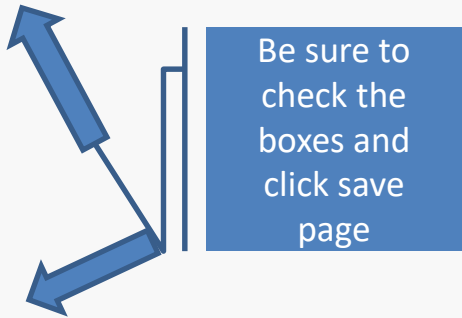 Be sure to
check the
boxes and
click save
page